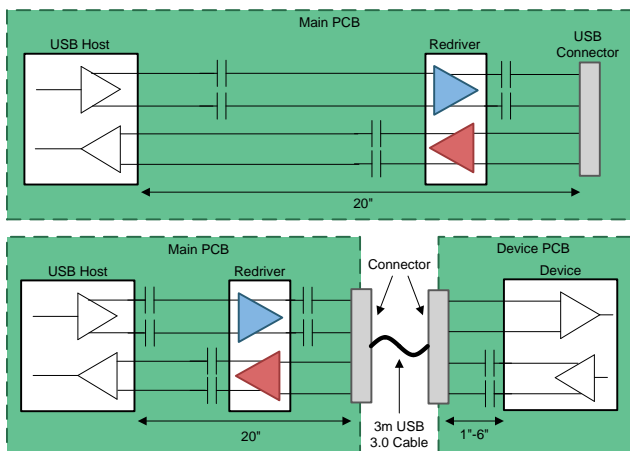 Main PCB
USB Host
Redriver
USB
Connector
20"
Main PCB
Device PCB
USB Host
Redriver
Connector
Device
20"
3m USB
3.0 Cable
1"-6"